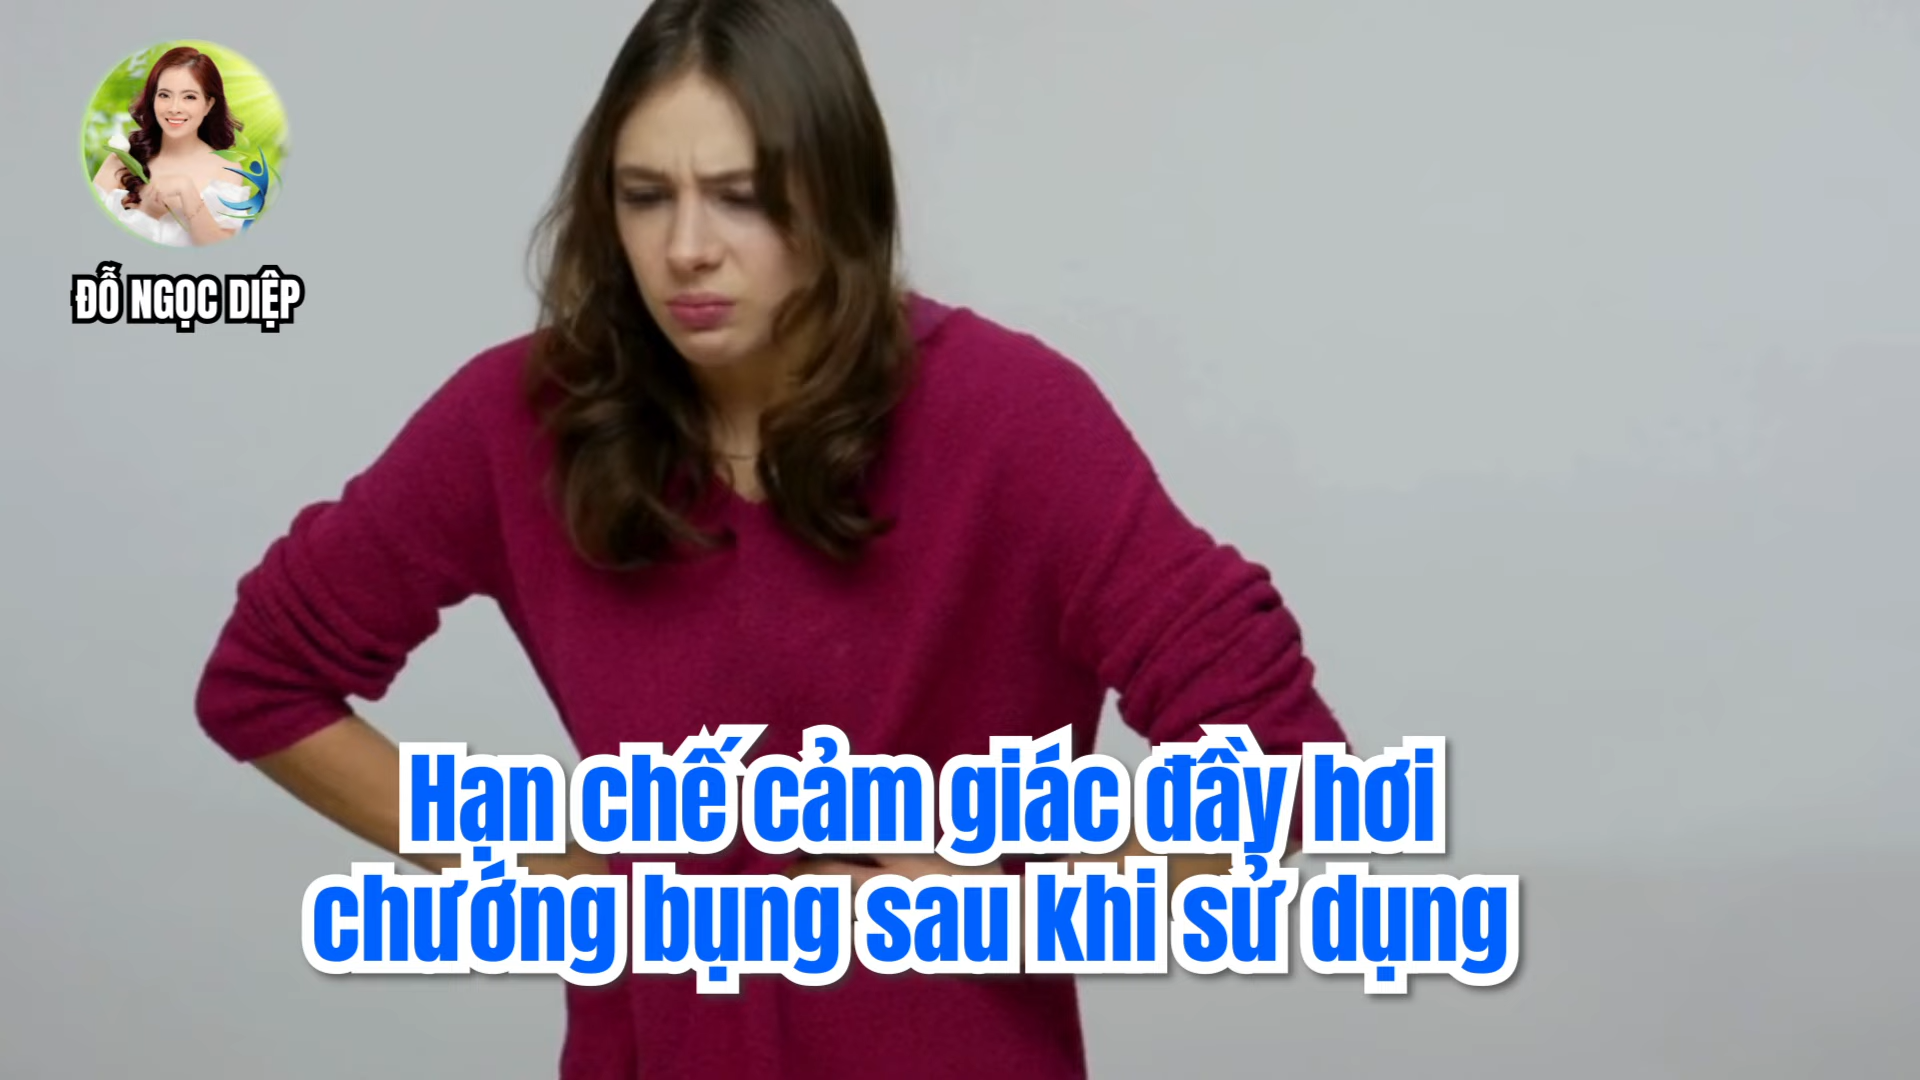 ĐỖ NGỌC DIỆP
Hạn chế cảm giác đầy hơi
chướng bụng sau khi sử dụng